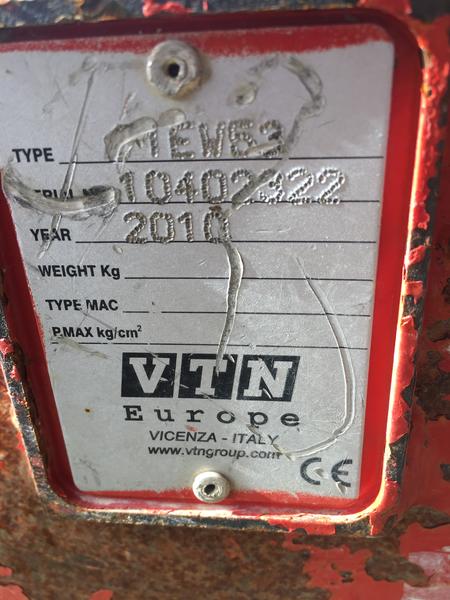 TYPE
SERIAL N. 10402322
YEAR 2010
WEIGHT Kg
TYPE MAC
P.MAX kg/cm²
VTN
Europe
VICENZA - ITALY
www.vtngroup.com
CE